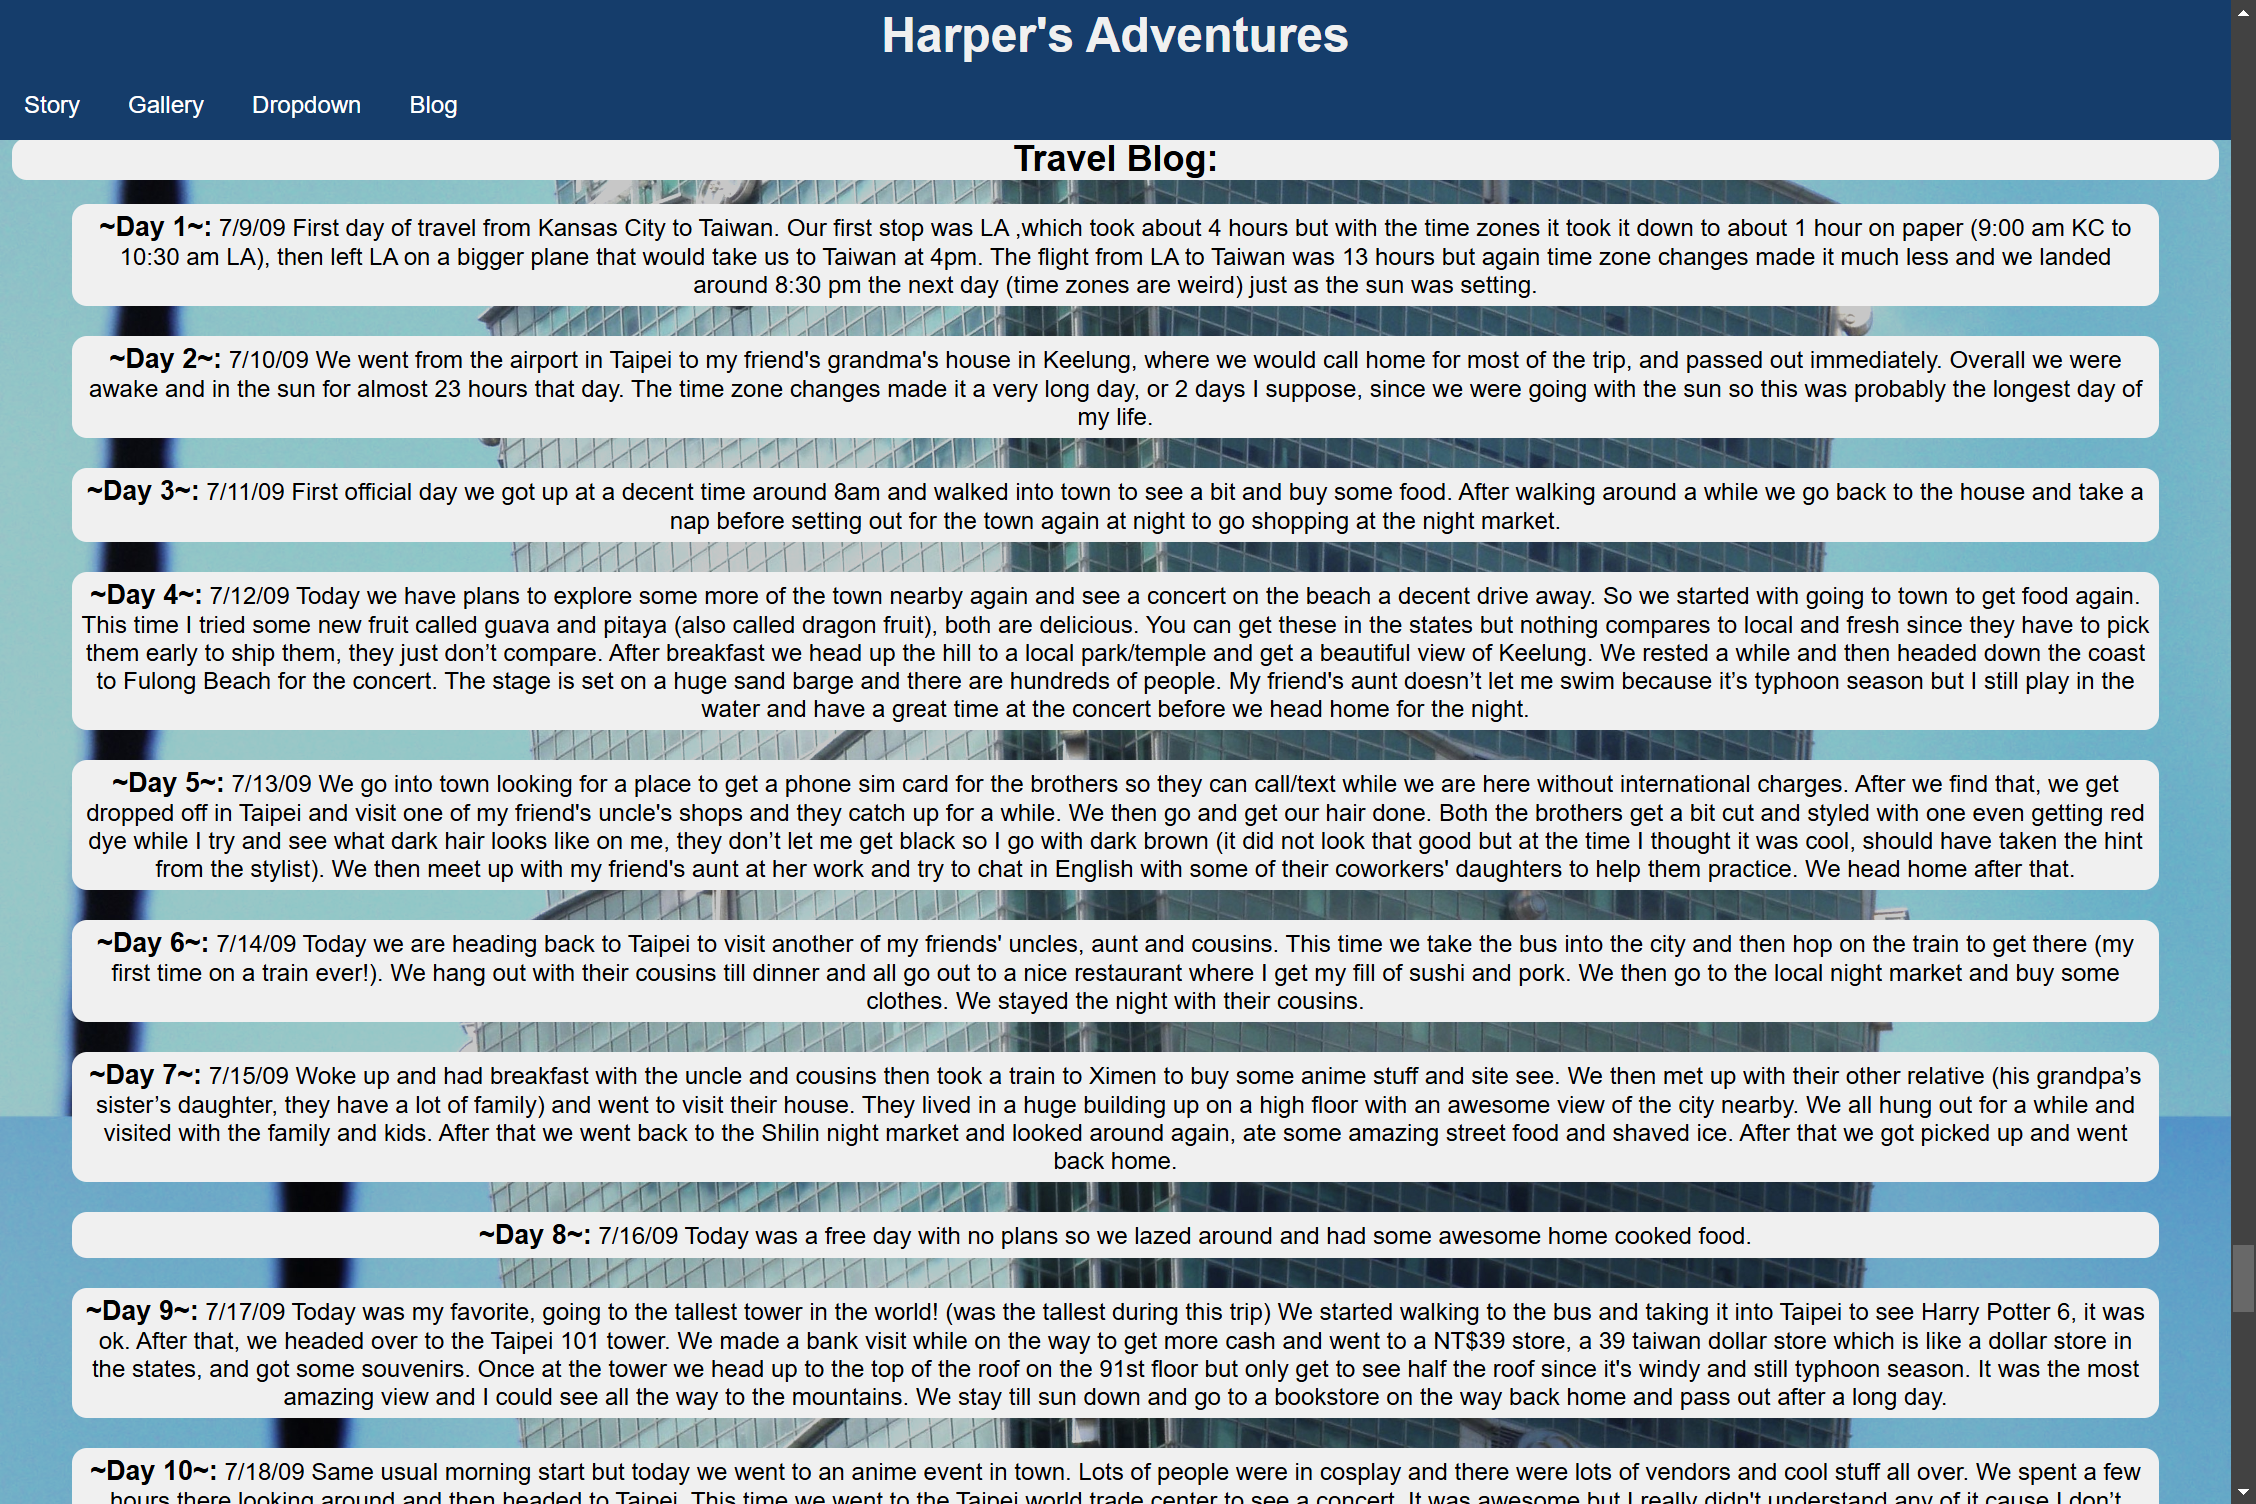 Harper's Adventures
Story Gallery Dropdown Blog
Travel Blog:
~Day 1~: 7/9/09 First day of travel from Kansas City to Taiwan. Our first stop was LA ,which took about 4 hours but with the time zones it took it down to about 1 hour on paper (9:00 am KC to
10:30 am LA), then left LA on a bigger plane that would take us to Taiwan at 4pm. The flight from LA to Taiwan was 13 hours but again time zone changes made it much less and we landed
around 8:30 pm the next day (time zones are weird) just as the sun was setting.
~Day 2~: 7/10/09 We went from the airport in Taipei to my friend's grandma's house in Keelung, where we would call home for most of the trip, and passed out immediately. Overall we were
awake and in the sun for almost 23 hours that day. The time zone changes made it a very long day, or 2 days I suppose, since we were going with the sun so this was probably the longest day of
my life.
~Day 3~: 7/11/09 First official day we got up at a decent time around 8am and walked into town to see a bit and buy some food. After walking around a while we go back to the house and take a
nap before setting out for the town again at night to go shopping at the night market.
~Day 4~: 7/12/09 Today we have plans to explore some more of the town nearby again and see a concert on the beach a decent drive away. So we started with going to town to get food again.
This time I tried some new fruit called guava and pitaya (also called dragon fruit), both are delicious. You can get these in the states but nothing compares to local and fresh since they have to pick
them early to ship them, they just don’t compare. After breakfast we head up the hill to a local park/temple and get a beautiful view of Keelung. We rested a while and then headed down the coast
to Fulong Beach for the concert. The stage is set on a huge sand barge and there are hundreds of people. My friend's aunt doesn’t let me swim because it’s typhoon season but I still play in the
water and have a great time at the concert before we head home for the night.
~Day 5~: 7/13/09 We go into town looking for a place to get a phone sim card for the brothers so they can call/text while we are here without international charges. After we find that, we get
dropped off in Taipei and visit one of my friend's uncle's shops and they catch up for a while. We then go and get our hair done. Both the brothers get a bit cut and styled with one even getting red
dye while I try and see what dark hair looks like on me, they don’t let me get black so I go with dark brown (it did not look that good but at the time I thought it was cool, should have taken the hint
from the stylist). We then meet up with my friend's aunt at her work and try to chat in English with some of their coworkers' daughters to help them practice. We head home after that.
~Day 6~: 7/14/09 Today we are heading back to Taipei to visit another of my friends' uncles, aunt and cousins. This time we take the bus into the city and then hop on the train to get there (my
first time on a train ever!). We hang out with their cousins till dinner and all go out to a nice restaurant where I get my fill of sushi and pork. We then go to the local night market and buy some
clothes. We stayed the night with their cousins.
~Day 7~: 7/15/09 Woke up and had breakfast with the uncle and cousins then took a train to Ximen to buy some anime stuff and site see. We then met up with their other relative (his grandpa’s
sister’s daughter, they have a lot of family) and went to visit their house. They lived in a huge building up on a high floor with an awesome view of the city nearby. We all hung out for a while and
visited with the family and kids. After that we went back to the Shilin night market and looked around again, ate some amazing street food and shaved ice. After that we got picked up and went
back home.
~Day 8~: 7/16/09 Today was a free day with no plans so we lazed around and had some awesome home cooked food.
~Day 9~: 7/17/09 Today was my favorite, going to the tallest tower in the world! (was the tallest during this trip) We started walking to the bus and taking it into Taipei to see Harry Potter 6, it was
ok. After that, we headed over to the Taipei 101 tower. We made a bank visit while on the way to get more cash and went to a NT$39 store, a 39 taiwan dollar store which is like a dollar store in
the states, and got some souvenirs. Once at the tower we head up to the top of the roof on the 91st floor but only get to see half the roof since it's windy and still typhoon season. It was the most
amazing view and I could see all the way to the mountains. We stay till sun down and go to a bookstore on the way back home and pass out after a long day.
~Day 10~: 7/18/09 Same usual morning start but today we went to an anime event in town. Lots of people were in cosplay and there were lots of vendors and cool stuff all over. We spent a few
hours there looking around and then headed to Taipei. This time we went to the Taipei world trade center to see a concert. It was awesome but I really didn't understand any of it cause I don’t